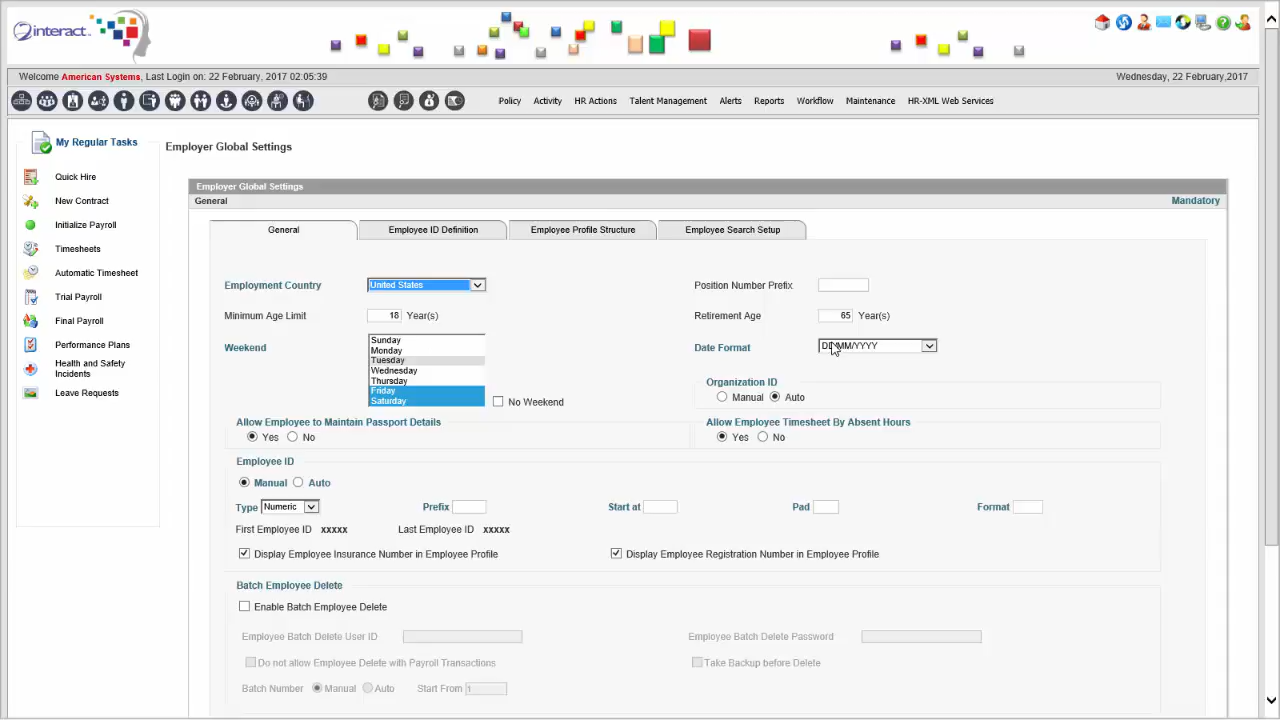 interact
Welcome American Systems, Last Login on: 22 February, 2017 02:05:39
Wednesday, 22 February,2017
Policy Activity HR Actions Talent Management Alerts Reports Workflow Maintenance HR-XML Web Services
My Regular Tasks
Quick Hire
New Contract
Initialize Payroll
Timesheets
Automatic Timesheet
Trial Payroll
Final Payroll
Performance Plans
Health and Safety
Incidents
Leave Requests
Employer Global Settings
Employer Global Settings
General Mandatory
General Employee ID Definition Employee Profile Structure Employee Search Setup
Employment Country United States Position Number Prefix
Minimum Age Limit 18 Year(s) Retirement Age 65 Year(s)
Weekend
Sunday
Monday
Tuesday
Wednesday
Thursday
Friday
Saturday
No Weekend
Date Format DD/MM/YYYY
Organization ID
Manual Auto
Allow Employee to Maintain Passport Details
Yes No
Allow Employee Timesheet By Absent Hours
Yes No
Employee ID
Manual Auto
Type Numeric Prefix Start at Pad Format
First Employee ID xxxxx Last Employee ID xxxxx
Display Employee Insurance Number in Employee Profile Display Employee Registration Number in Employee Profile
Batch Employee Delete
Enable Batch Employee Delete
Employee Batch Delete User ID Employee Batch Delete Password
Do not allow Employee Delete with Payroll Transactions Take Backup before Delete
Batch Number Manual Auto Start From 1